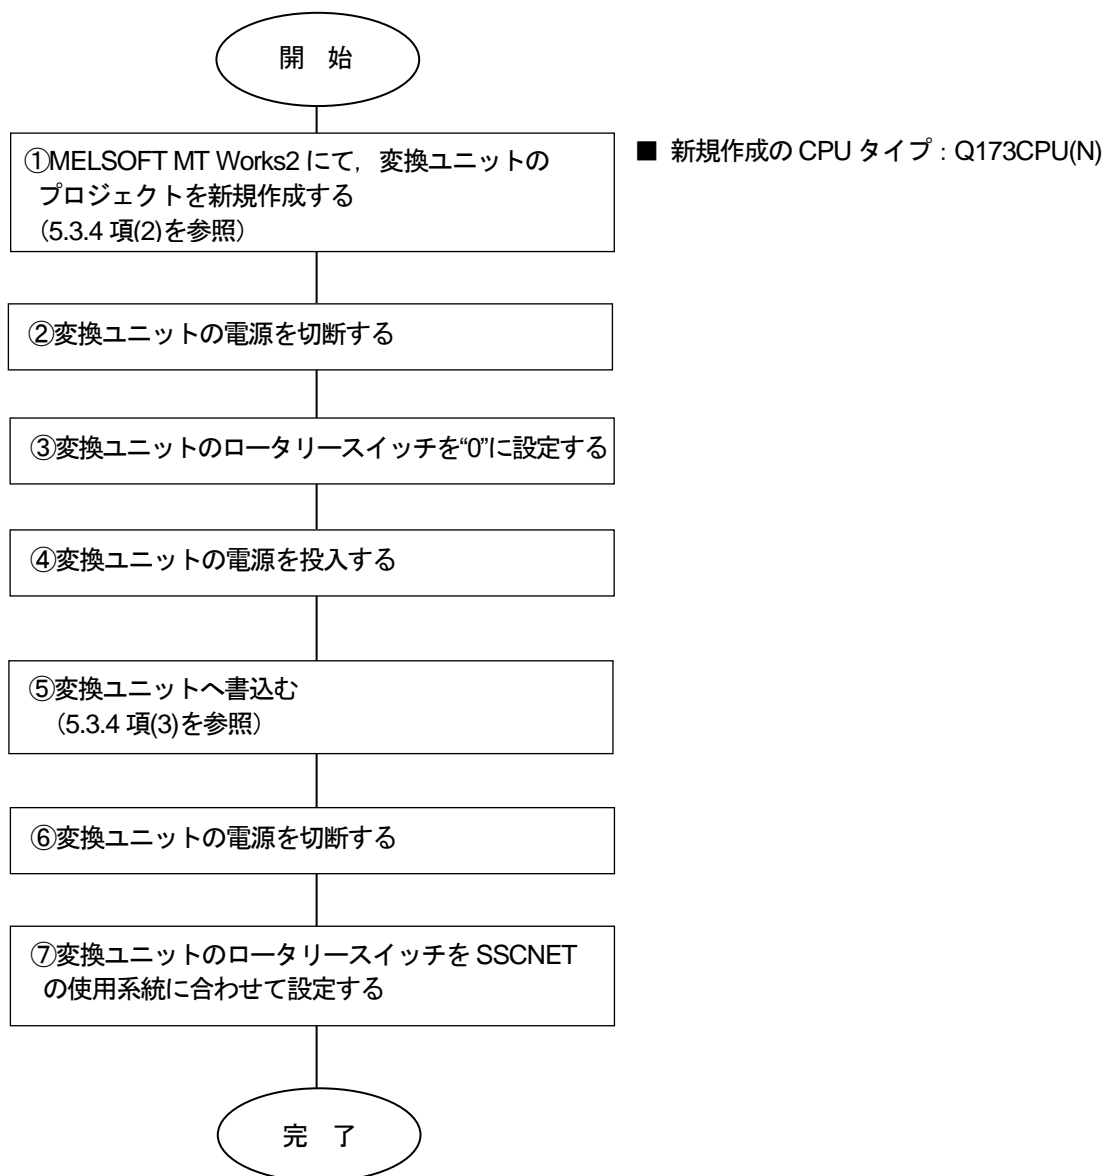 開 始
①MELSOFT MT Works2 にて，変換ユニットの
プロジェクトを新規作成する
（5.3.4 項(2)を参照）
■ 新規作成の CPU タイプ：Q173CPU(N)
②変換ユニットの電源を切断する
③変換ユニットのロータリースイッチを“0”に設定する
④変換ユニットの電源を投入する
⑤変換ユニットへ書込む
（5.3.4 項(3)を参照）
⑥変換ユニットの電源を切断する
⑦変換ユニットのロータリースイッチを SSCNET
の使用系統に合わせて設定する
完 了